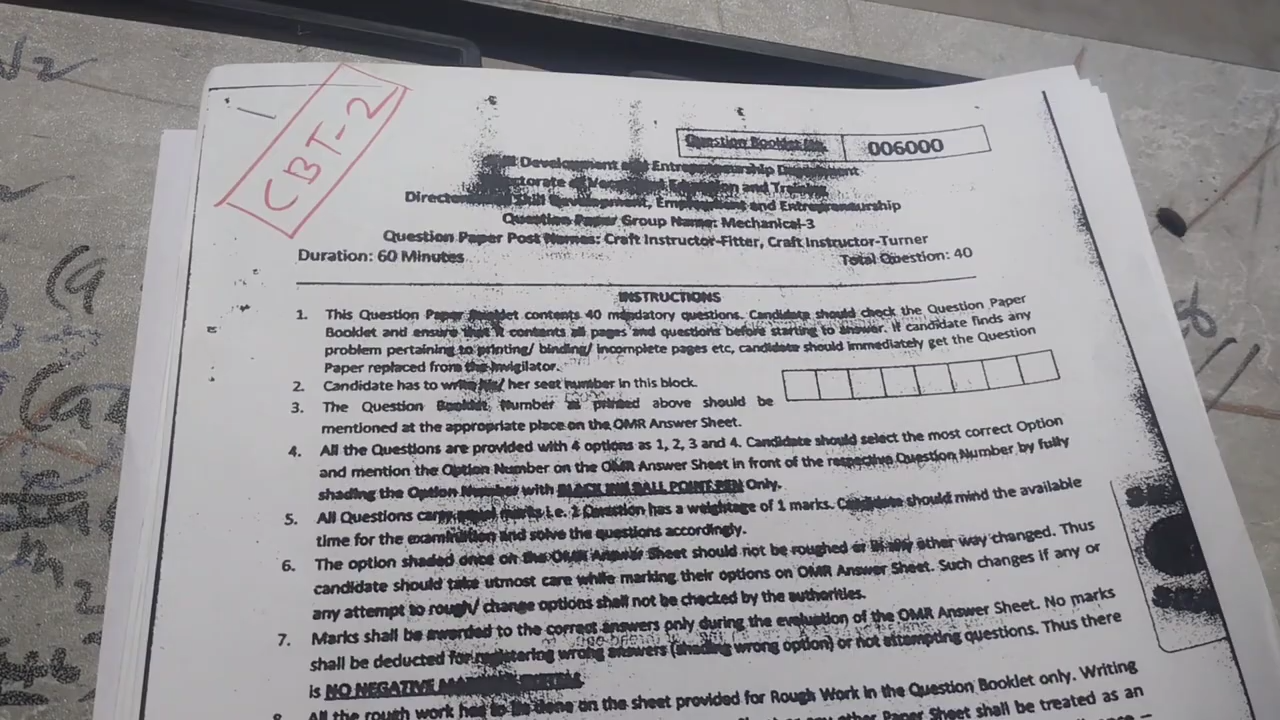 CBT-2
Question Booklet No. 006000
Skill Development and Entrepreneurship Department
Directorate of Vocational Education and Training
Directorate of Skill Development, Employment and Entrepreneurship
Question Paper Group Name: Mechanical-3
Question Paper Post Names: Craft Instructor-Fitter, Craft Instructor-Turner
Duration: 60 Minutes Total Question: 40
INSTRUCTIONS
1. This Question Paper Booklet contents 40 mandatory questions. Candidate should check the Question Paper
Booklet and ensure that it contents all pages and questions before starting to answer. If candidate finds any
problem pertaining to printing/ binding/ incomplete pages etc, candidate should immediately get the Question
Paper replaced from the invigilator.
2. Candidate has to write his/ her seat number in this block.
3. The Question Booklet Number as printed above should be
mentioned at the appropriate place on the OMR Answer Sheet.
4. All the Questions are provided with 4 options as 1, 2, 3 and 4. Candidate should select the most correct Option
and mention the Option Number on the OMR Answer Sheet in front of the respective Question Number by fully
shading the Option Number with BLACK INK BALL POINT PEN Only.
5. All Questions carry equal marks i.e. 1 Question has a weightage of 1 marks. Candidate should mind the available
time for the examination and solve the questions accordingly.
6. The option shaded once on the OMR Answer Sheet should not be roughed or in any other way changed. Thus
candidate should take utmost care while marking their options on OMR Answer Sheet. Such changes if any or
any attempt to rough/ change options shall not be checked by the authorities.
7. Marks shall be awarded to the correct answers only during the evaluation of the OMR Answer Sheet. No marks
shall be deducted for registering wrong answers (shading wrong option) or not attempting questions. Thus there
is NO NEGATIVE
8. All the rough work has to be done on the sheet provided for Rough Work in the Question Booklet only. Writing
any other Paper Sheet shall be treated as an